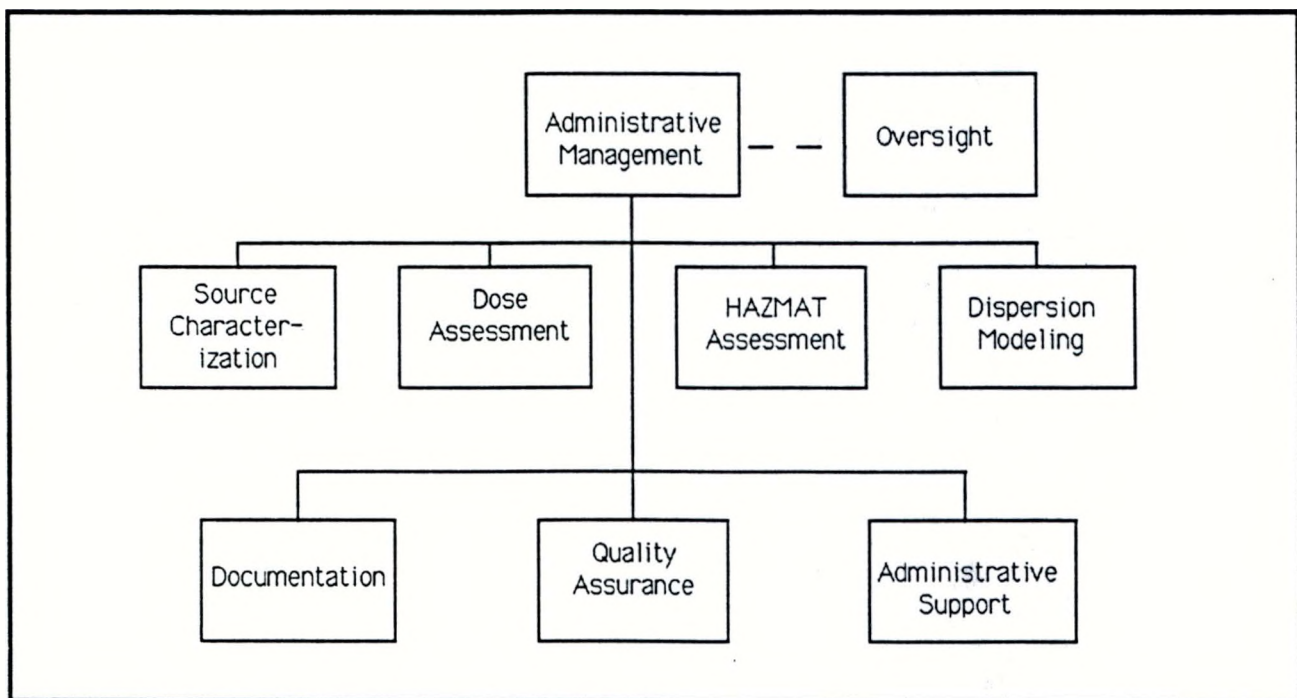 Administrative
Management
Oversight
Source
Character-
ization
Dose
Assessment
HAZMAT
Assessment
Dispersion
Modeling
Documentation
Quality
Assurance
Administrative
Support